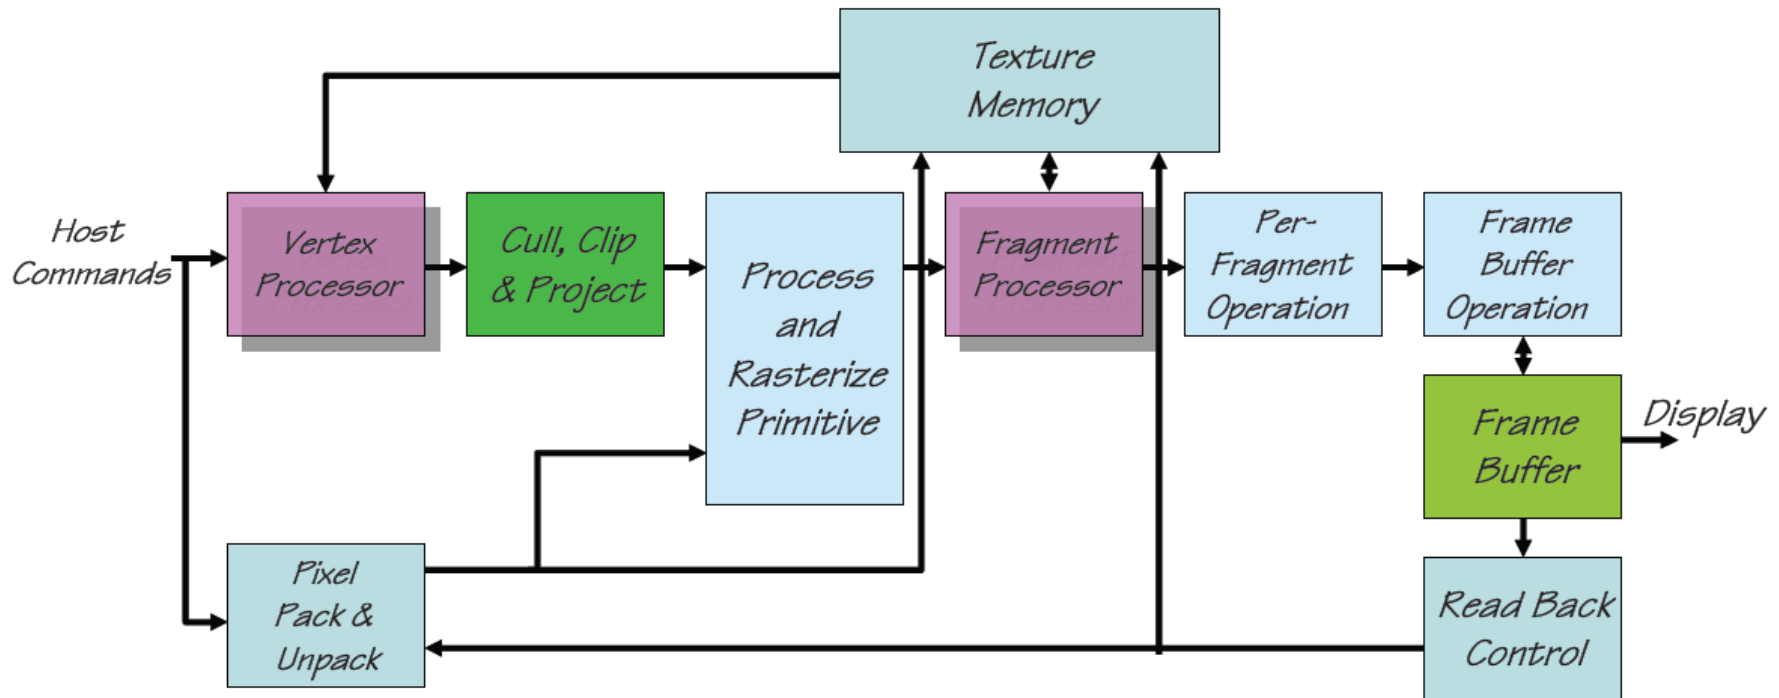 Texture
Memory
Host
Commands
Vertex
Processor
Cull, Clip
& Project
Process
and
Rasterize
Primitive
Fragment
Processor
Per-
Fragment
Operation
Frame
Buffer
Operation
Frame
Buffer
Display
Pixel
Pack &
Unpack
Read Back
Control